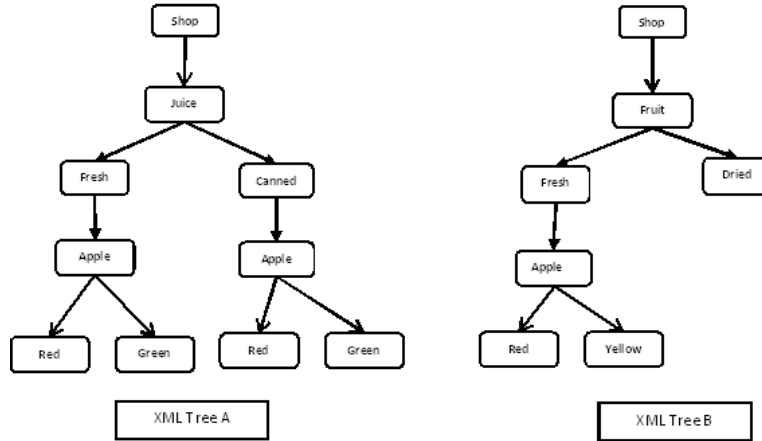 Shop
Shop
Juice
Fruit
Fresh
Canned
Fresh
Dried
Apple
Apple
Apple
Red
Green
Red
Green
Red
Yellow
XML Tree A
XML Tree B